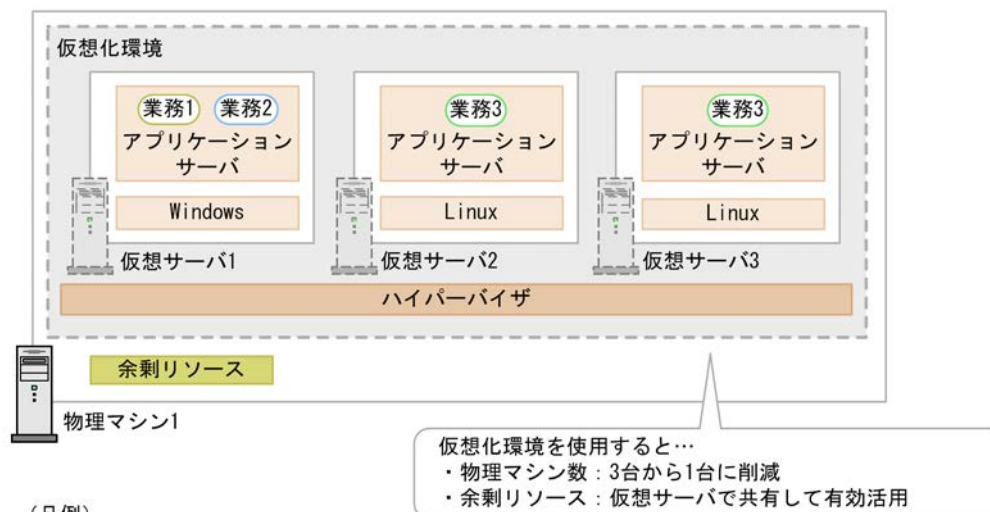 仮想化環境
業務1 業務2
アプリケーション
サーバ
Windows
仮想サーバ1
業務3
アプリケーション
サーバ
Linux
仮想サーバ2
業務3
アプリケーション
サーバ
Linux
仮想サーバ3
ハイパーバイザ
余剰リソース
物理マシン1
仮想化環境を使用すると…
・物理マシン数：3台から1台に削減
・余剰リソース：仮想サーバで共有して有効活用
(凡例)